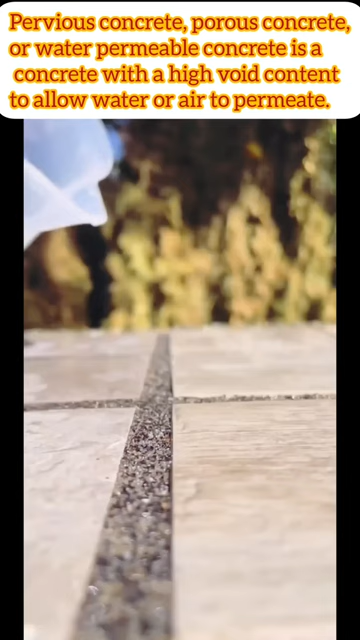 Pervious concrete, porous concrete,
or water permeable concrete is a
concrete with a high void content
to allow water or air to permeate.